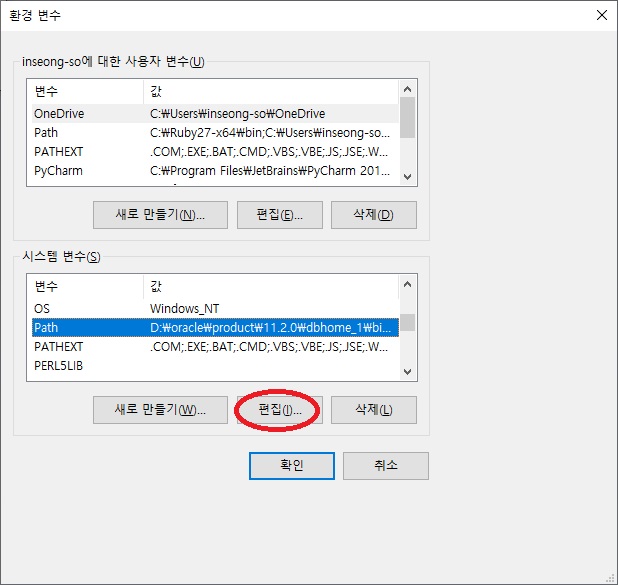 환경 변수
inseong-so에 대한 사용자 변수(U)
변수 값
OneDrive C:₩Users₩inseong-so₩OneDrive
Path C:₩Ruby27-x64₩bin;C:₩Users₩inseong-so...
PATHEXT .COM;.EXE;.BAT;.CMD;.VBS;.VBE;.JS;.JSE;.W...
PyCharm C:₩Program Files₩JetBrains₩PyCharm 201...
새로 만들기(N)... 편집(E)... 삭제(D)
시스템 변수(S)
변수 값
OS Windows_NT
Path D:₩oracle₩product₩11.2.0₩dbhome_1₩bi...
PATHEXT .COM;.EXE;.BAT;.CMD;.VBS;.VBE;.JS;.JSE;.W...
PERL5LIB
새로 만들기(W)... 편집(I)... 삭제(L)
확인 취소